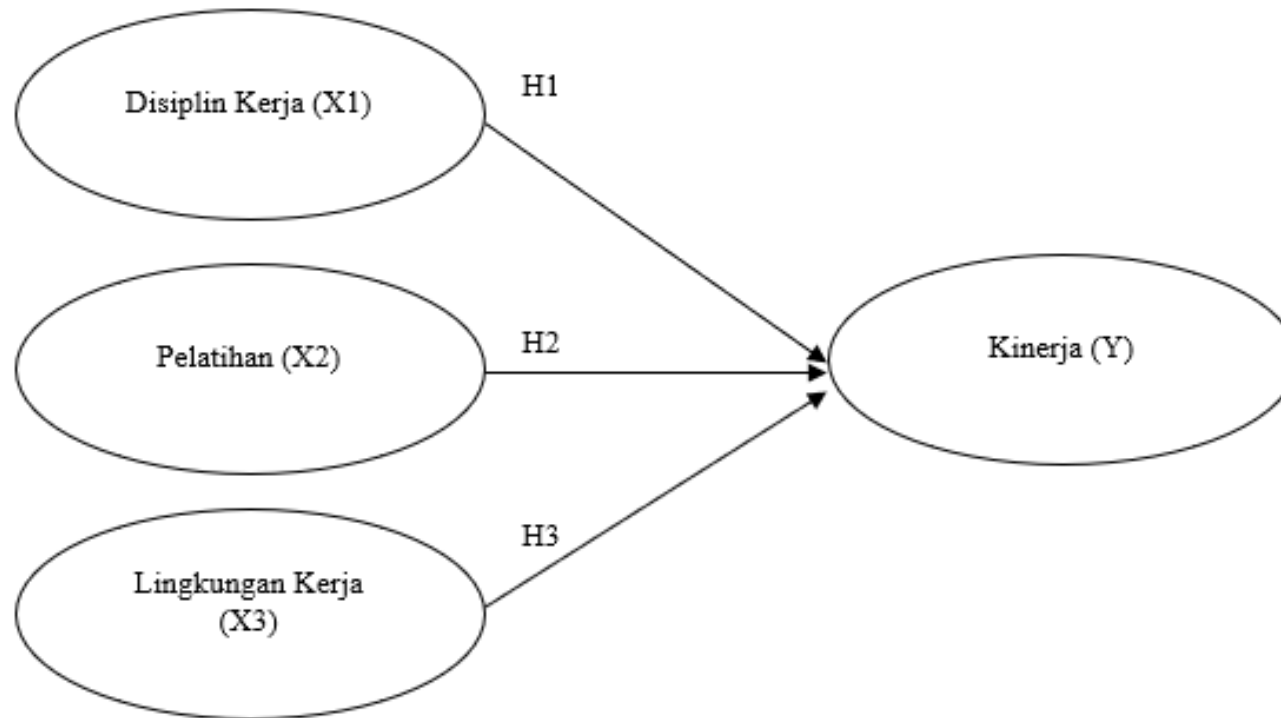 Disiplin Kerja (X1)
H1
Pelatihan (X2)
H2
Kinerja (Y)
Lingkungan Kerja
(X3)
H3